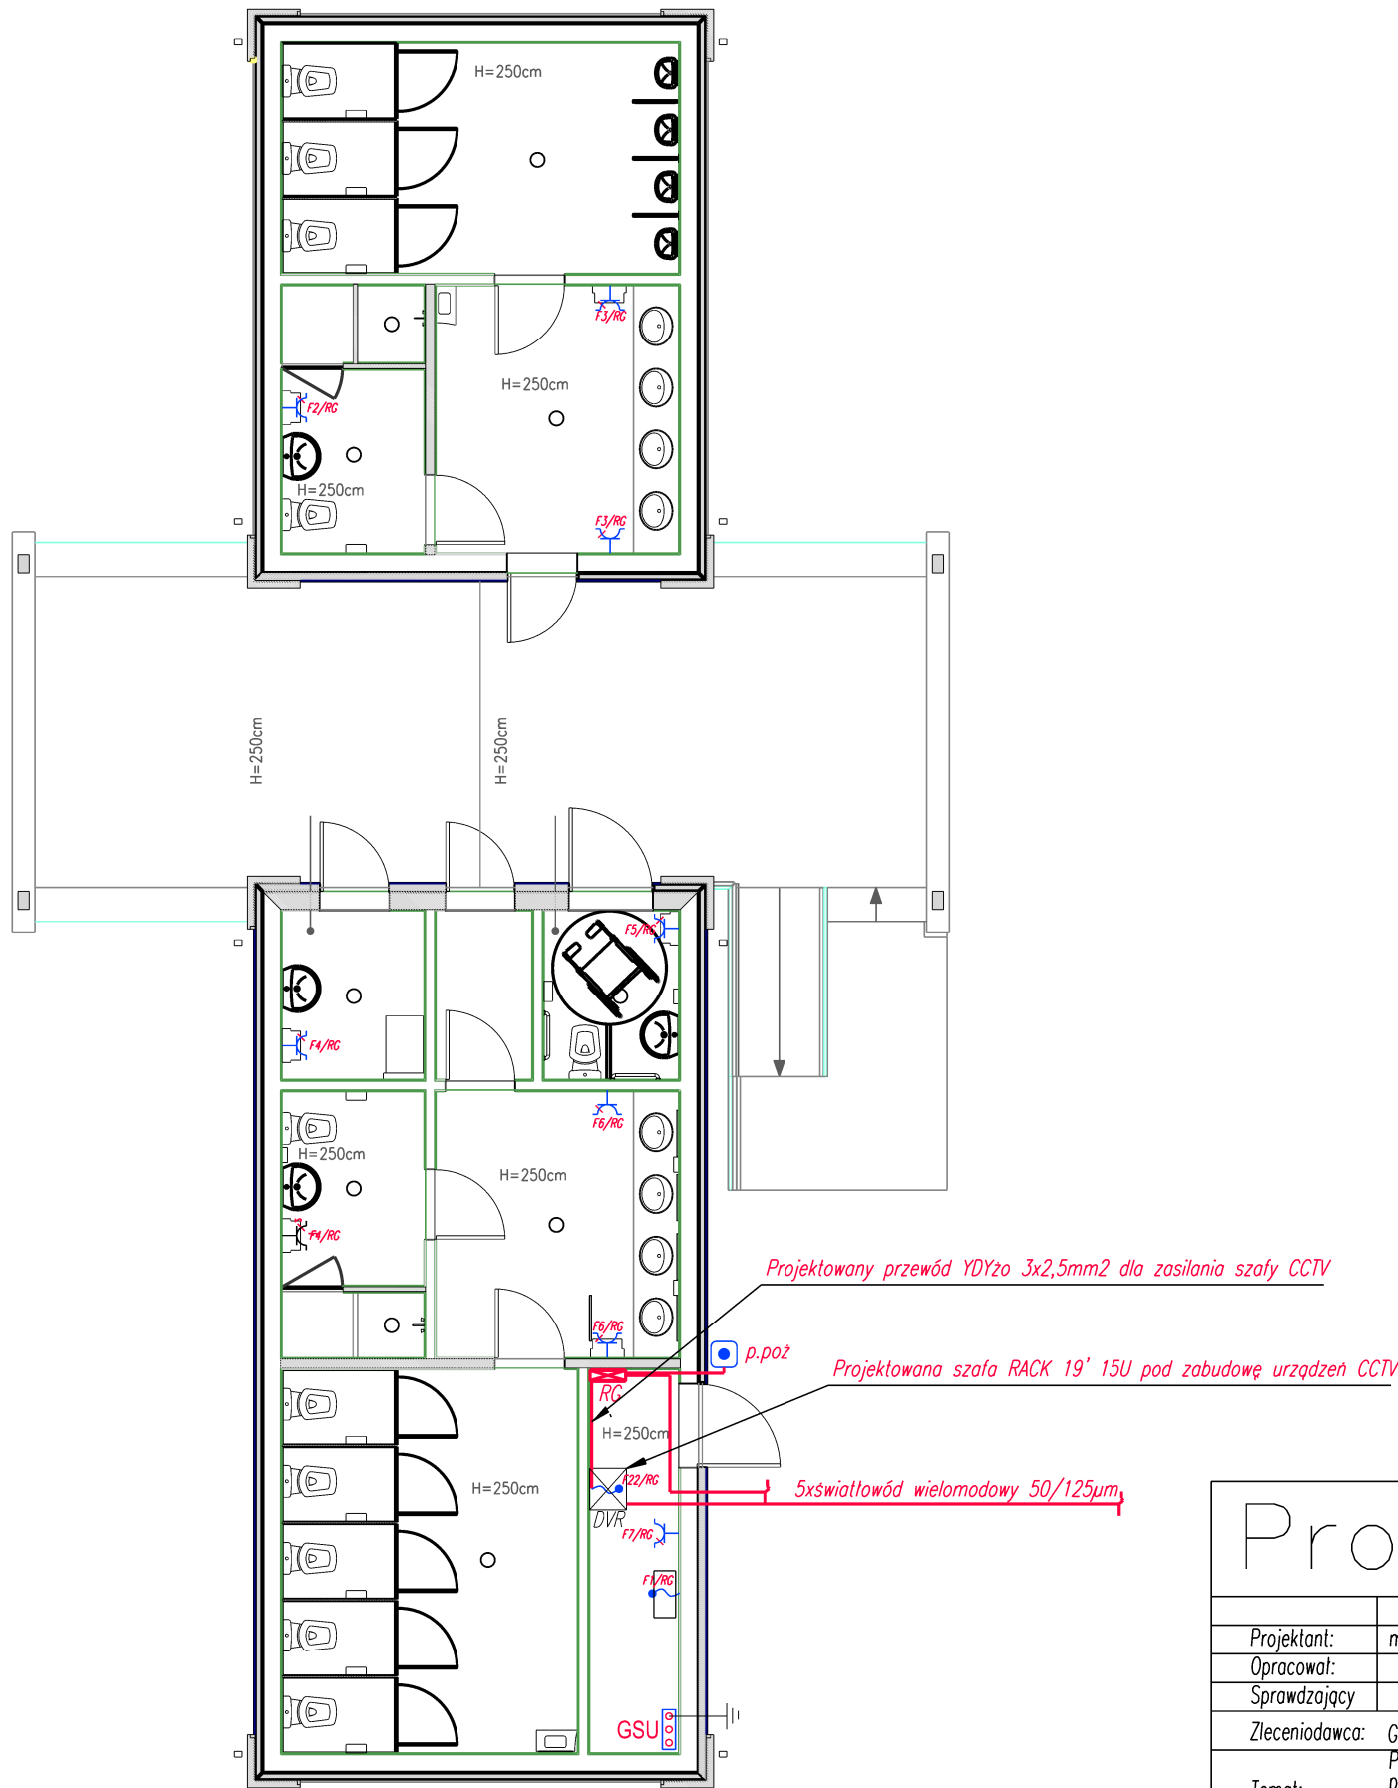 H=250cm
F3/RG
H=250cm
F2/RG
H=250cm
F3/RG
H=250cm
H=250cm
F5/RG
F4/RG
F6/RG
H=250cm
H=250cm
F4/RG
Projektowany przewód YDYżo 3x2,5mm2 dla zasilania szafy CCTV
F6/RG
p.poż
Projektowana szafa RACK 19' 15U pod zabudowę urządzeń CCTV
RG
H=250cm
F22/RG
H=250cm
5xświatłowód wielomodowy 50/125µm
DVR
F7/RG
Pro
F1/RG
Projektant:
Opracował:
Sprawdzający
GSU
Zleceniodawca: G